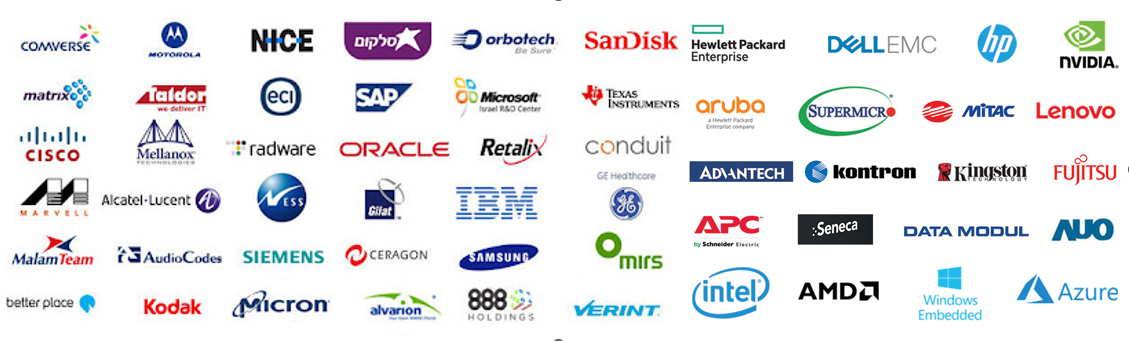 COMVERSE
MOTOROLA
NICE
סלקום
orbotech
Be Sure™
SanDisk
Hewlett Packard
Enterprise
DELLEMC
hp
NVIDIA.
matrix
Taldor
we deliver IT
eci
SAP
Microsoft
Israel R&D Center
TEXAS
INSTRUMENTS
aruba
a Hewlett Packard
Enterprise company
SUPERMICRO
MiTAC
Lenovo
CISCO
Mellanox
TECHNOLOGIES
radware
ORACLE
Retalix
conduit
ADVANTECH
kontron
Kingston
TECHNOLOGY
FUJITSU
MARVELL
Alcatel·Lucent
NESS
Gilat
IBM
GE Healthcare
APC
by Schneider Electric
Seneca
DATA MODUL
AUO
MalamTeam
AudioCodes
SIEMENS
CERAGON
SAMSUNG
mirs
better place
Kodak
Micron
alvarion
888
HOLDINGS
VERINT.
intel
AMD
Windows
Embedded
Azure